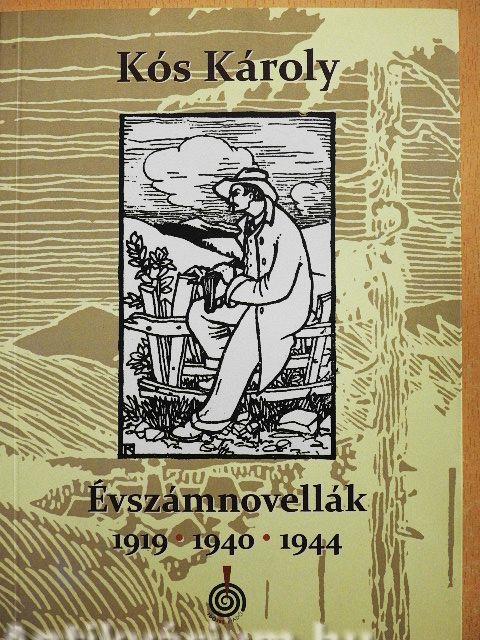 Kós Károly
Évszámnovellák
1919 • 1940 • 1944